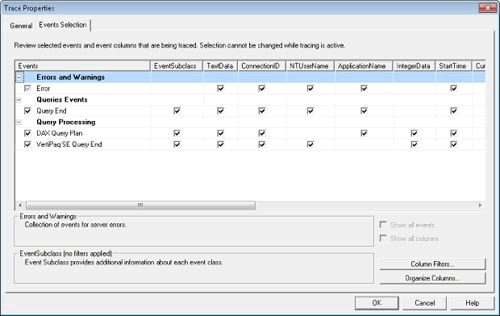 Trace Properties
General Events Selection
Review selected events and event columns that are being traced. Selection cannot be changed while tracing is active.
Events EventSubclass TextData ConnectionID NTUserName ApplicationName IntegerData StartTime Cur
Errors and Warnings
Error
Queries Events
Query End
Query Processing
DAX Query Plan
VertiPaq SE Query End
Errors and Warnings
Collection of events for server errors.
Show all events
Show all columns
EventSubclass (no filters applied)
Event Subclass provides additional information about each event class.
Column Filters...
Organize Columns...
OK Cancel Help